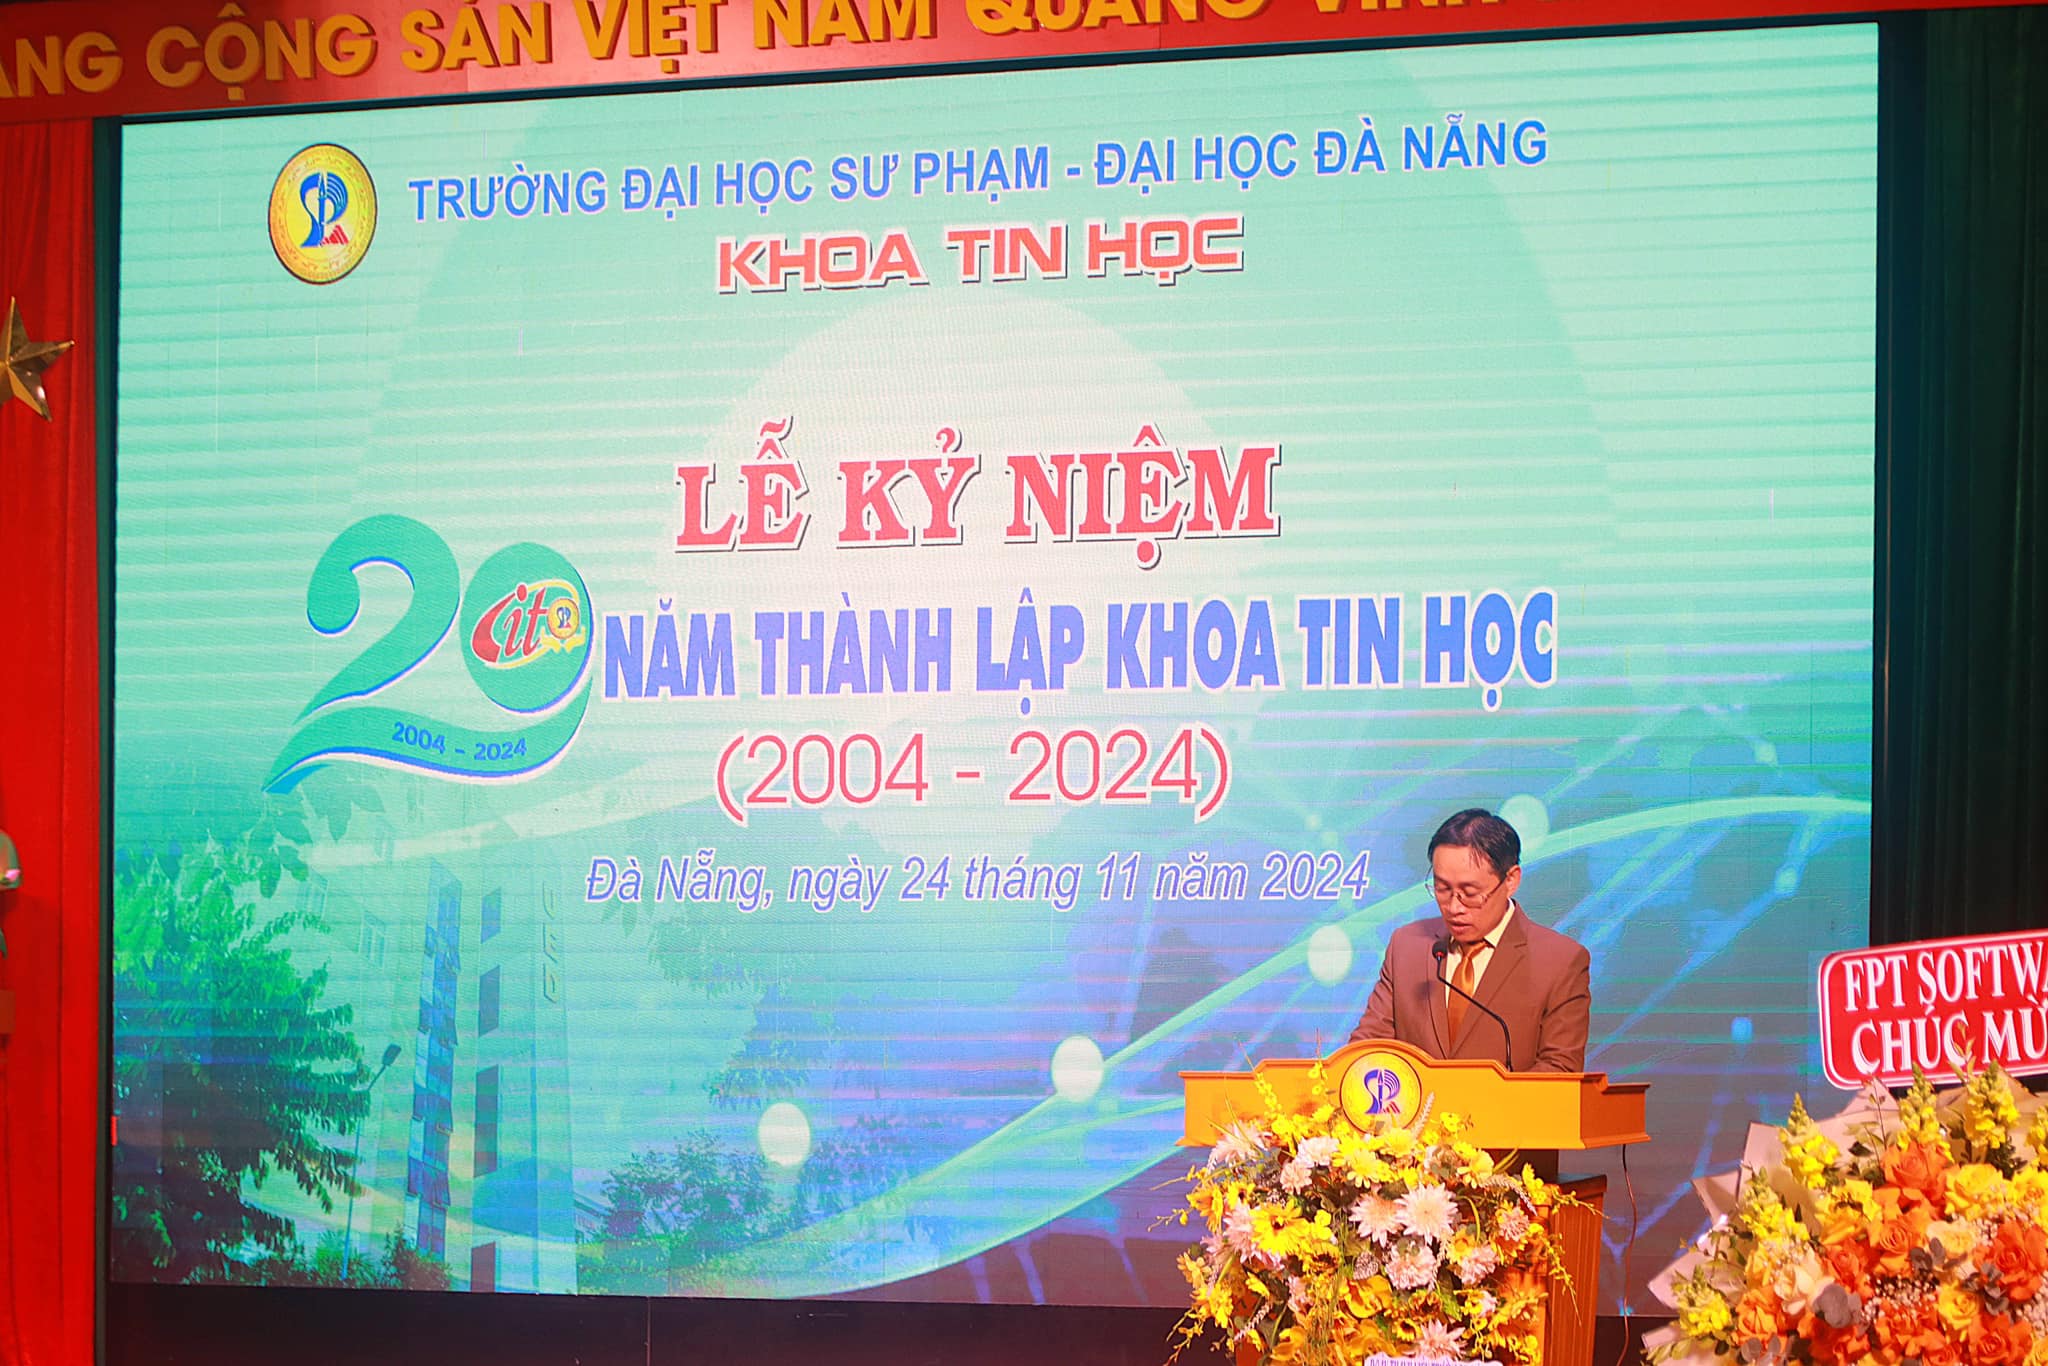 CỘNG SẢN VIỆT NAM QUANG VINH
TRƯỜNG ĐẠI HỌC SƯ PHẠM - ĐẠI HỌC ĐÀ NẴNG
KHOA TIN HỌC
LỄ KỶ NIỆM
20 NĂM THÀNH LẬP KHOA TIN HỌC
it
2004 - 2024
(2004 - 2024)
Đà Nẵng, ngày 24 tháng 11 năm 2024
FPT SOFTWA
CHÚC MỪ